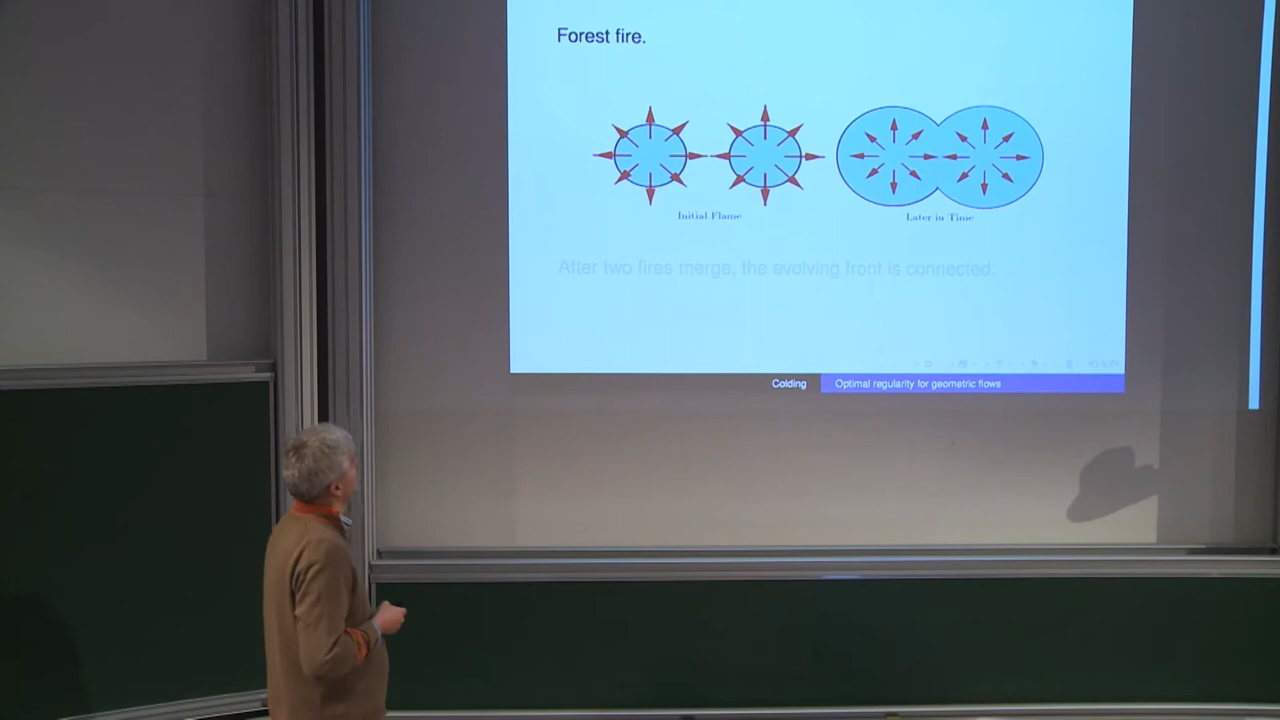 Forest fire.
Initial Flame
Later in Time
After two fires merge, the evolving front is connected.
Colding
Optimal regularity for geometric flows